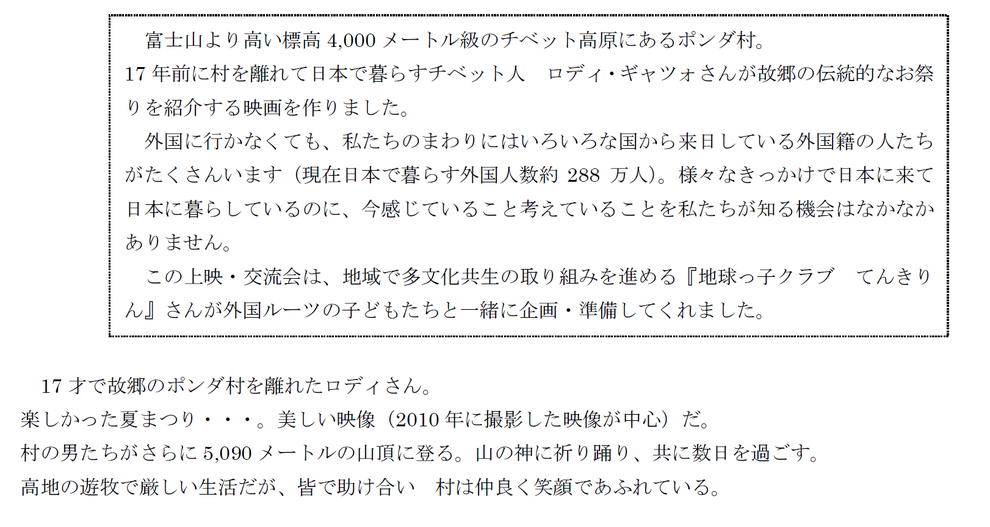 富士山より高い標高 4,000 メートル級のチベット高原にあるポンダ村。
17 年前に村を離れて日本で暮らすチベット人　ロディ・ギャツォさんが故郷の伝統的なお祭
りを紹介する映画を作りました。
外国に行かなくても、私たちのまわりにはいろいろな国から来日している外国籍の人たち
がたくさんいます（現在日本で暮らす外国人数約 288 万人）。様々なきっかけで日本に来て
日本に暮らしているのに、今感じていること考えていることを私たちが知る機会はなかなか
ありません。
この上映・交流会は、地域で多文化共生の取り組みを進める『地球っ子クラブ　てんきり
ん』さんが外国ルーツの子どもたちと一緒に企画・準備してくれました。
17 才で故郷のポンダ村を離れたロディさん。
楽しかった夏まつり・・・。美しい映像（2010 年に撮影した映像が中心）だ。
村の男たちがさらに 5,090 メートルの山頂に登る。山の神に祈り踊り、共に数日を過ごす。
高地の遊牧で厳しい生活だが、皆で助け合い　村は仲良く笑顔であふれている。